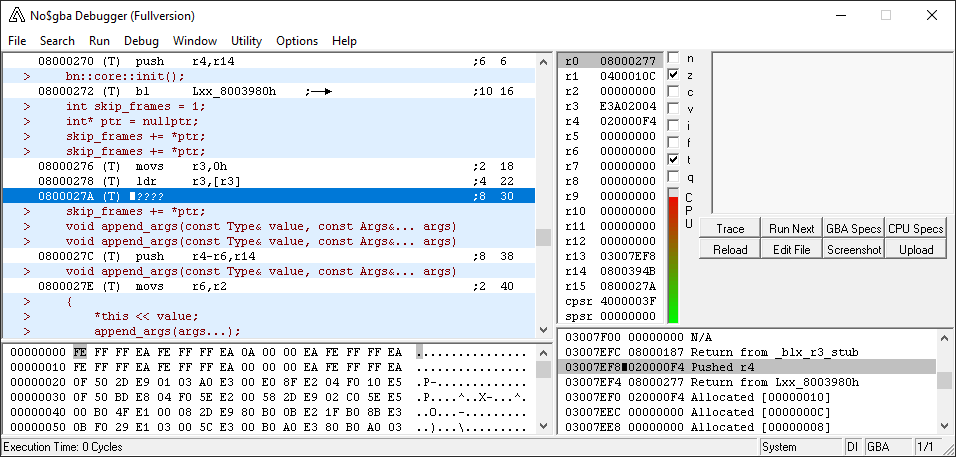 No$gba Debugger (Fullversion)
File Search Run Debug Window Utility Options Help
08000270 (T) push r4,r14 ;6 6
> bn::core::init();
08000272 (T) bl Lxx_8003980h ;→ ;10 16
> int skip_frames = 1;
> int* ptr = nullptr;
> skip_frames += *ptr;
> skip_frames += *ptr;
08000276 (T) movs r3,0h ;2 18
08000278 (T) ldr r3,[r3] ;4 22
0800027A (T) ???? ;8 30
> skip_frames += *ptr;
> void append_args(const Type& value, const Args&... args)
> void append_args(const Type& value, const Args&... args)
0800027C (T) push r4-r6,r14 ;8 38
> void append_args(const Type& value, const Args&... args)
0800027E (T) movs r6,r2 ;2 40
> {
> *this << value;
> append_args(args...);
r0 08000277
r1 0400010C
r2 00000000
r3 E3A02004
r4 020000F4
r5 00000000
r6 00000000
r7 00000000
r8 00000000
r9 00000000
r10 00000000
r11 00000000
r12 00000000
r13 03007EF8
r14 0800394B
r15 0800027A
cpsr 4000003F
spsr 00000000
n
z
c
v
i
f
t
q
C
P
U
Trace Run Next GBA Specs CPU Specs
Reload Edit File Screenshot Upload
00000000 FE FF FF EA FE FF FF EA 0A 00 00 EA FE FF FF EA ................
00000010 FE FF FF EA FE FF FF EA FE FF FF EA FE FF FF EA ................
00000020 0F 50 2D E9 01 03 A0 E3 00 E0 8F E2 04 F0 10 E5 .P-.............
00000030 0F 50 BD E8 04 F0 5E E2 00 58 2D E9 02 C0 5E E5 .P....^..X-...^.
00000040 00 B0 4F E1 00 08 2D E9 80 B0 0B E2 1F B0 8B E3 ..O...-.........
00000050 0B F0 29 E1 03 00 5C E3 00 B0 A0 E3 80 B0 A0 03 ..)...\.........
03007F00 00000000 N/A
03007EFC 08000187 Return from _blx_r3_stub
03007EF8 020000F4 Pushed r4
03007EF4 08000277 Return from Lxx_8003980h
03007EF0 020000F4 Allocated [00000010]
03007EEC 00000000 Allocated [0000000C]
03007EE8 00000000 Allocated [00000008]
Execution Time: 0 Cycles System DI GBA 1/1